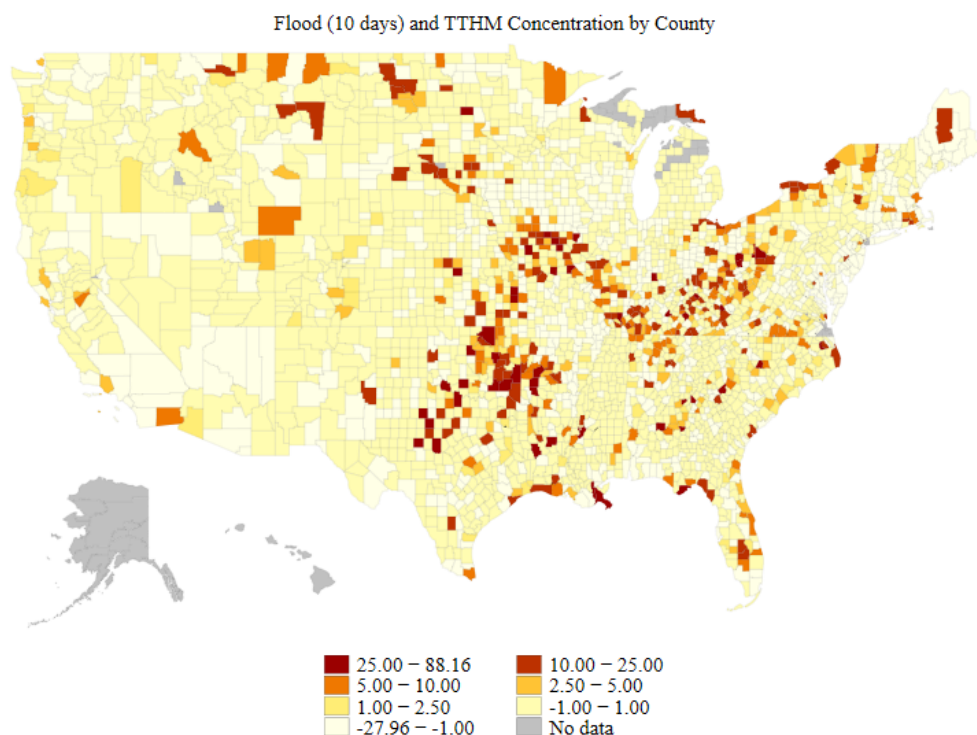 Flood (10 days) and TTHM Concentration by County
25.00 − 88.16
10.00 − 25.00
5.00 − 10.00
2.50 − 5.00
1.00 − 2.50
-1.00 − 1.00
-27.96 − -1.00
No data